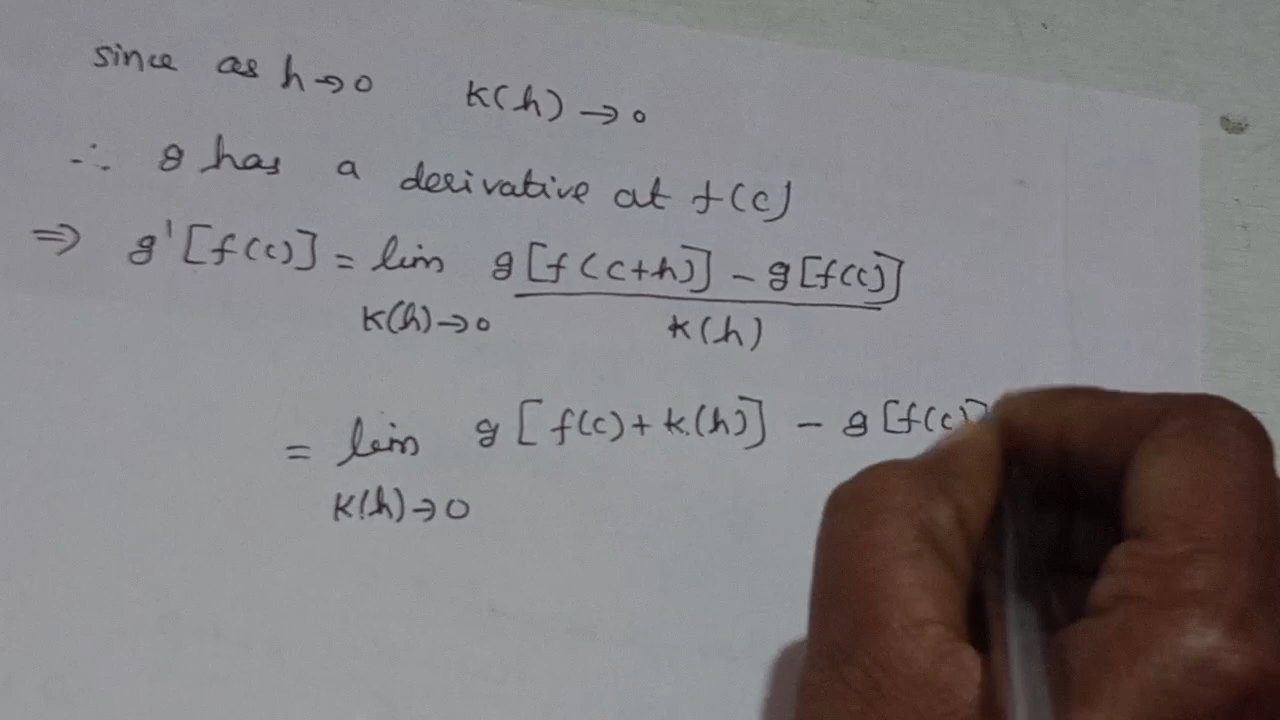 since as h→0 K(h)→0
∴ g has a derivative at f(c)
⇒ g'[f(c)] = lim g[f(c+h)] - g[f(c)]
K(h)→0 K(h)
= lim g[f(c)+K(h)] - g[f(c)]
K(h)→0